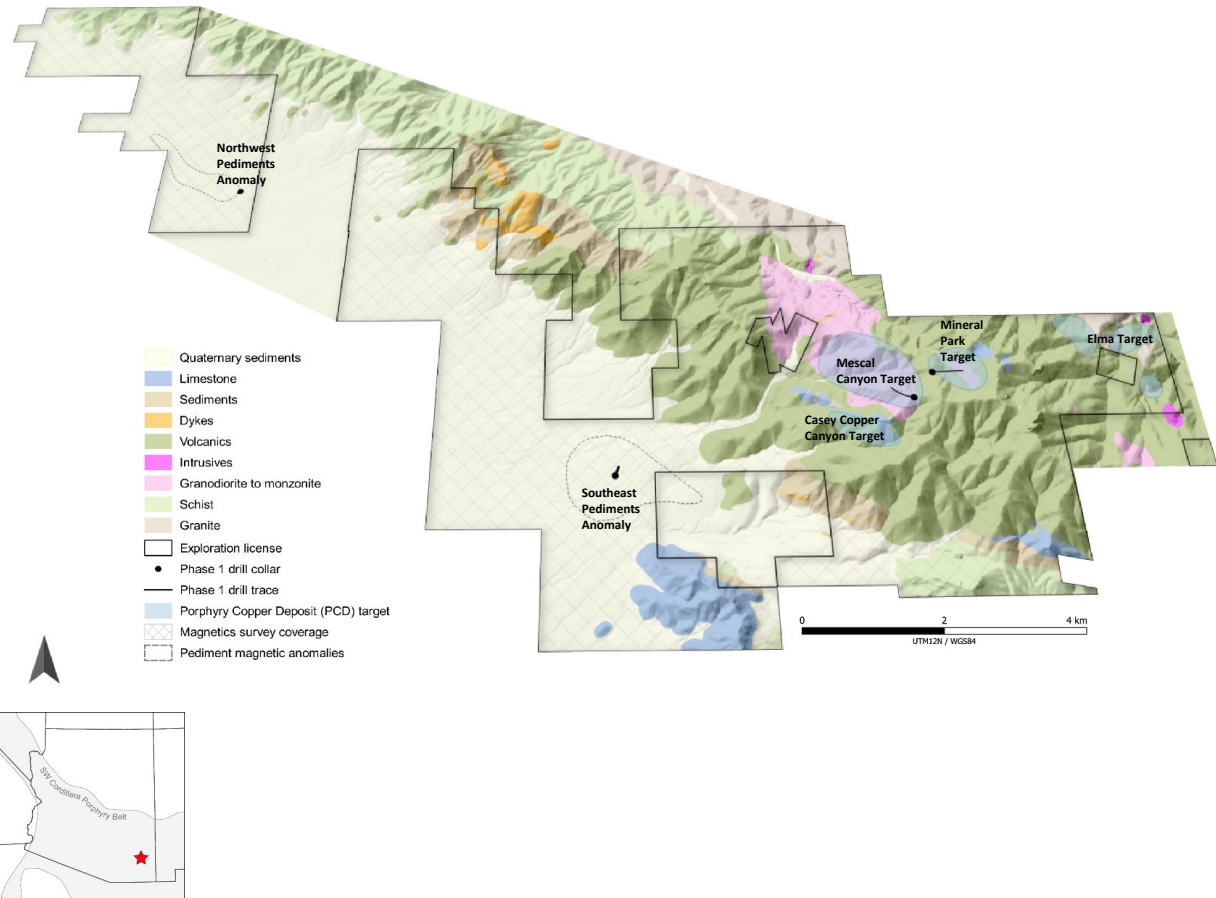 Northwest
Pediments
Anomaly
Mineral
Park
Target
Elma Target
Mescal
Canyon Target
Casey Copper
Canyon Target
Southeast
Pediments
Anomaly
Quaternary sediments
Limestone
Sediments
Dykes
Volcanics
Intrusives
Granodiorite to monzonite
Schist
Granite
Exploration license
Phase 1 drill collar
Phase 1 drill trace
Porphyry Copper Deposit (PCD) target
Magnetics survey coverage
Pediment magnetic anomalies
0 2 4 km
UTM12N / WGS84
SW Cordillera Porphyry Belt